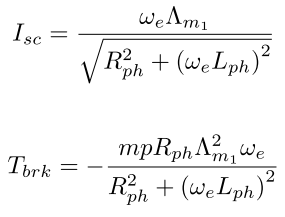 I_{sc} = \frac{\omega_e \Lambda_{m_1}}{\sqrt{R_{ph}^2 + (\omega_e L_{ph})^2}}
T_{brk} = -\frac{mpR_{ph} \Lambda_{m_1}^2 \omega_e}{R_{ph}^2 + (\omega_e L_{ph})^2}